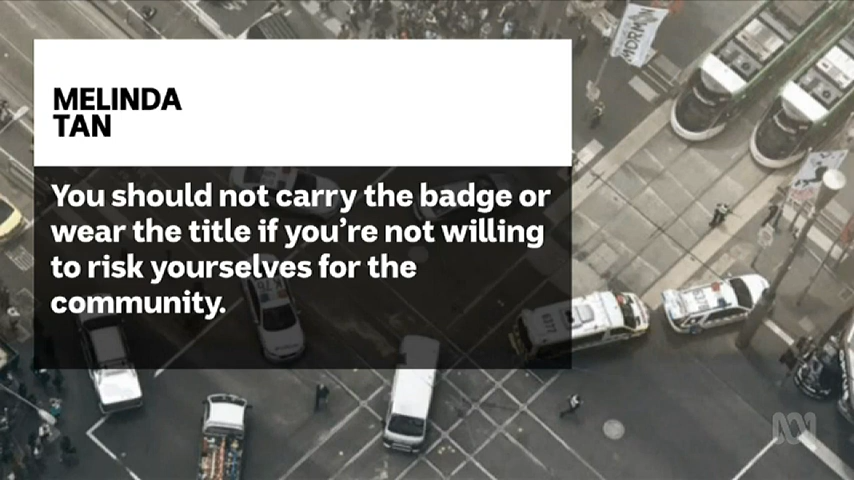 MELINDA
TAN
You should not carry the badge or
wear the title if you're not willing
to risk yourselves for the
community.